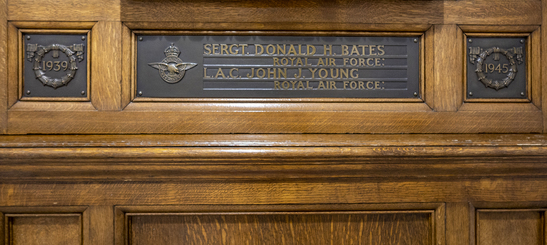 1939
SERGT. DONALD H. BATES
ROYAL AIR FORCE:
L.A.C. JOHN J. YOUNG
ROYAL AIR FORCE:
1945